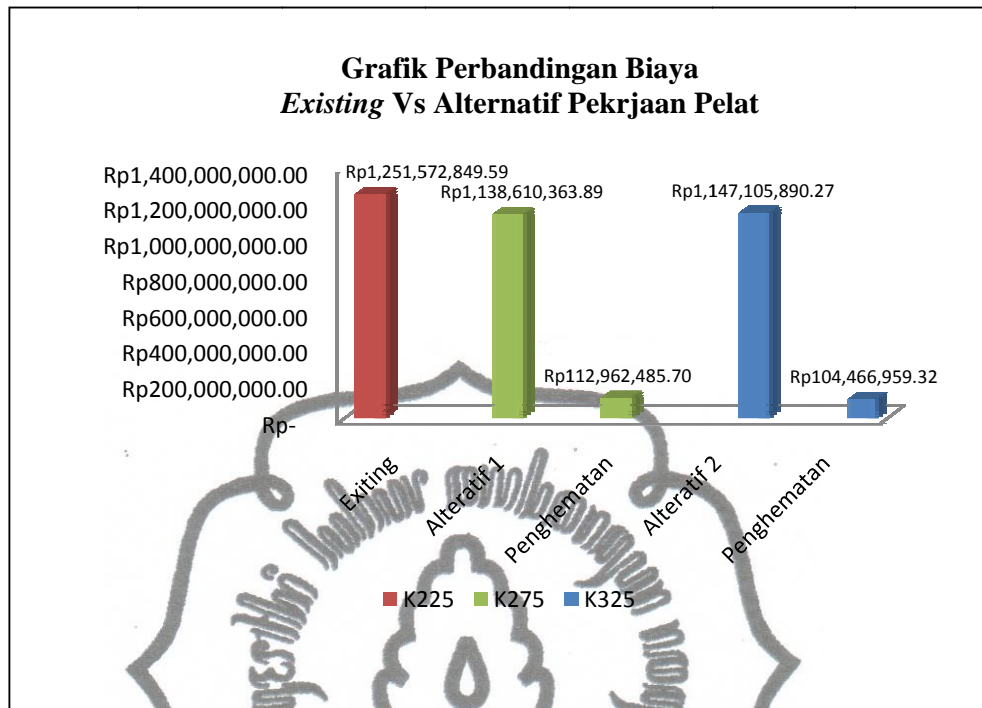 Grafik Perbandingan Biaya
Existing Vs Alternatif Pekrjaan Pelat
Rp1,400,000,000.00
Rp1,200,000,000.00
Rp1,000,000,000.00
Rp800,000,000.00
Rp600,000,000.00
Rp400,000,000.00
Rp200,000,000.00
Rp-
Rp1,251,572,849.59
Rp1,138,610,363.89
Rp112,962,485.70
Rp1,147,105,890.27
Rp104,466,959.32
Exiting
Alteratif 1
Penghematan
Alteratif 2
Penghematan
K225 K275 K325